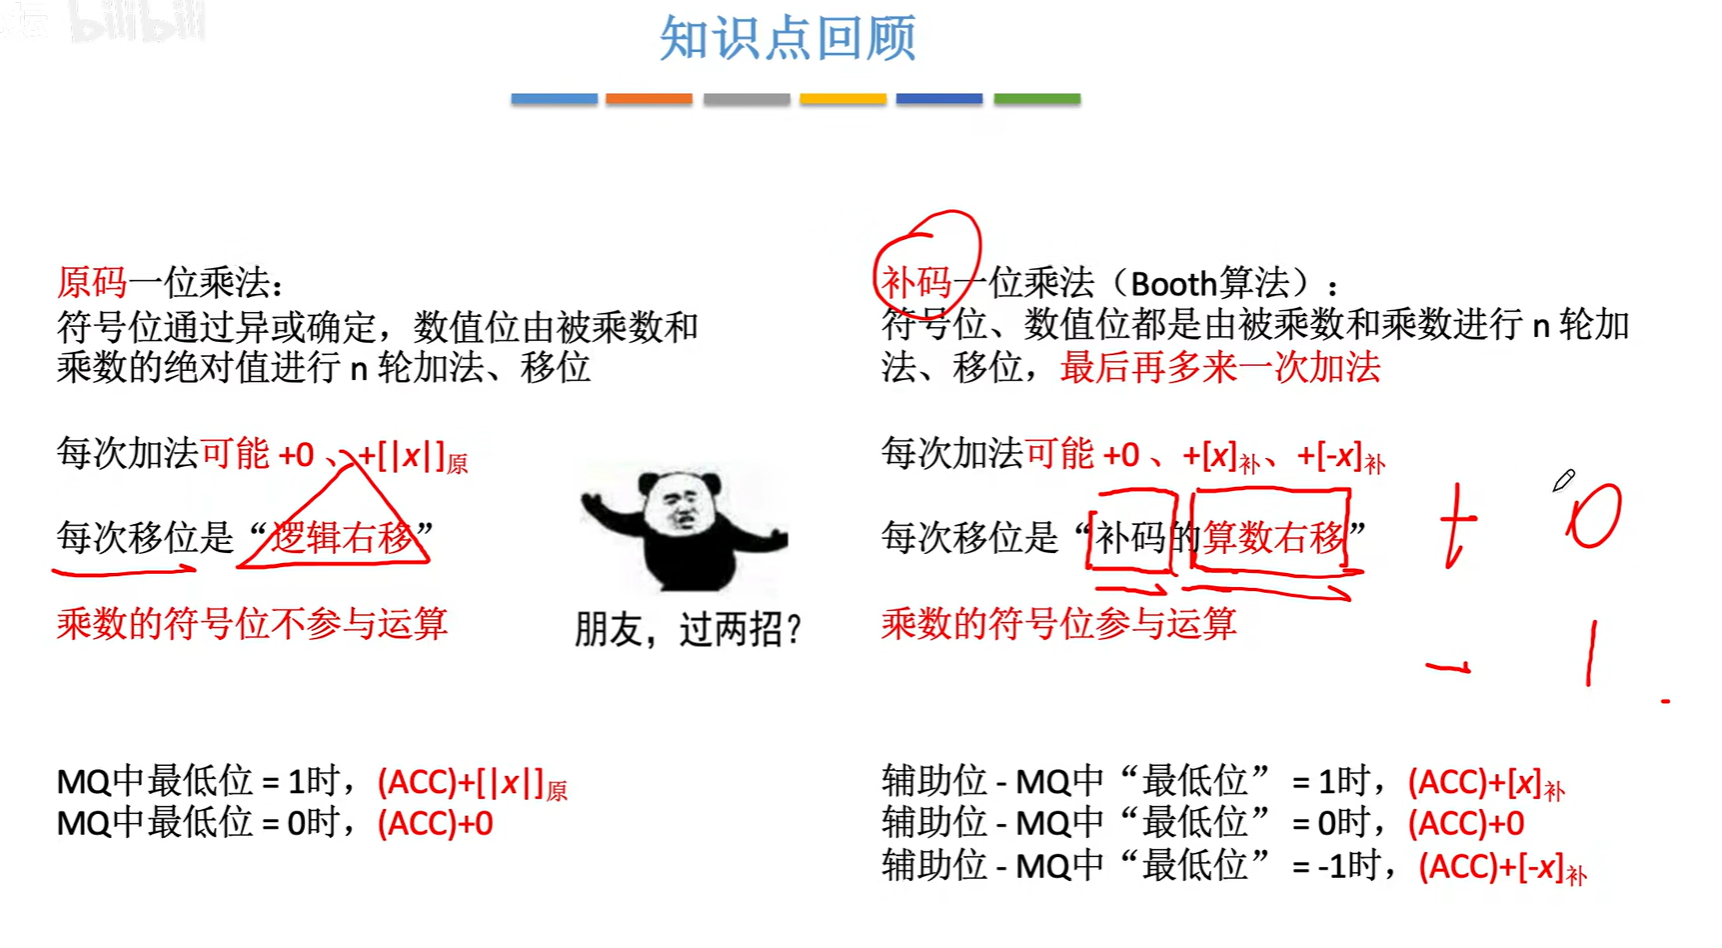 bilibili
知识点回顾
原码一位乘法：
符号位通过异或确定，数值位由被乘数和
乘数的绝对值进行 n 轮加法、移位
每次加法可能 +0 、+[|x|]原
每次移位是“逻辑右移”
乘数的符号位不参与运算
MQ中最低位 = 1时，(ACC)+[|x|]原
MQ中最低位 = 0时，(ACC)+0
朋友，过两招？
补码一位乘法（Booth算法）：
符号位、数值位都是由被乘数和乘数进行 n 轮加
法、移位，最后再多来一次加法
每次加法可能 +0 、+[x]补、+[-x]补
每次移位是“补码的算数右移”
乘数的符号位参与运算
辅助位 - MQ中“最低位” = 1时，(ACC)+[x]补
辅助位 - MQ中“最低位” = 0时，(ACC)+0
辅助位 - MQ中“最低位” = -1时，(ACC)+[-x]补
+ 0
- 1